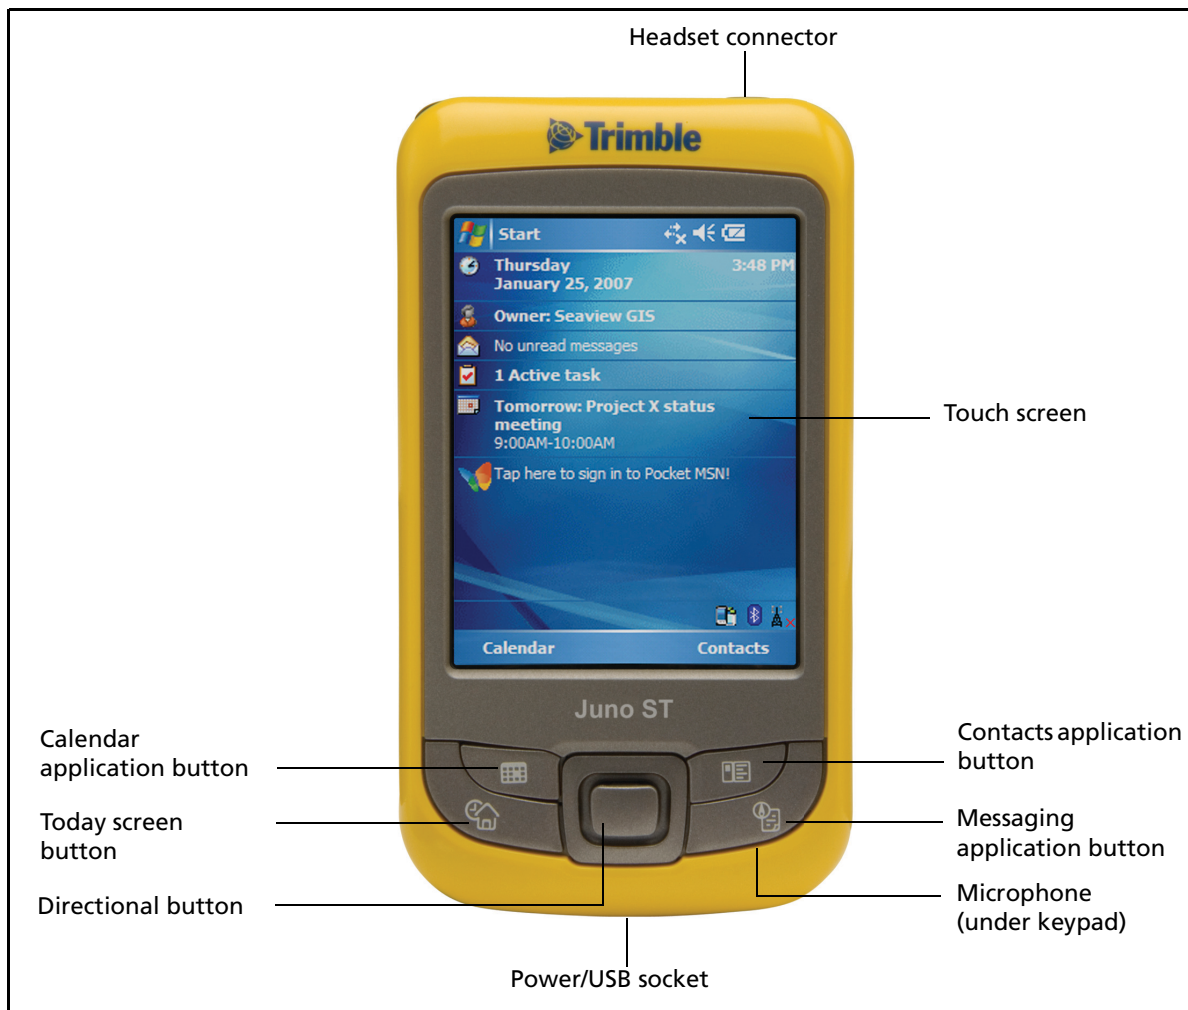 Headset connector
Trimble
Start
Thursday
3:48 PM
January 25, 2007
Owner: Seaview GIS
No unread messages
1 Active task
Tomorrow: Project X status
meeting
9:00AM-10:00AM
Touch screen
Tap here to sign in to Pocket MSN!
Calendar
Contacts
Juno ST
Calendar
application button
Contacts application
button
Today screen
button
Messaging
application button
Directional button
Microphone
(under keypad)
Power/USB socket